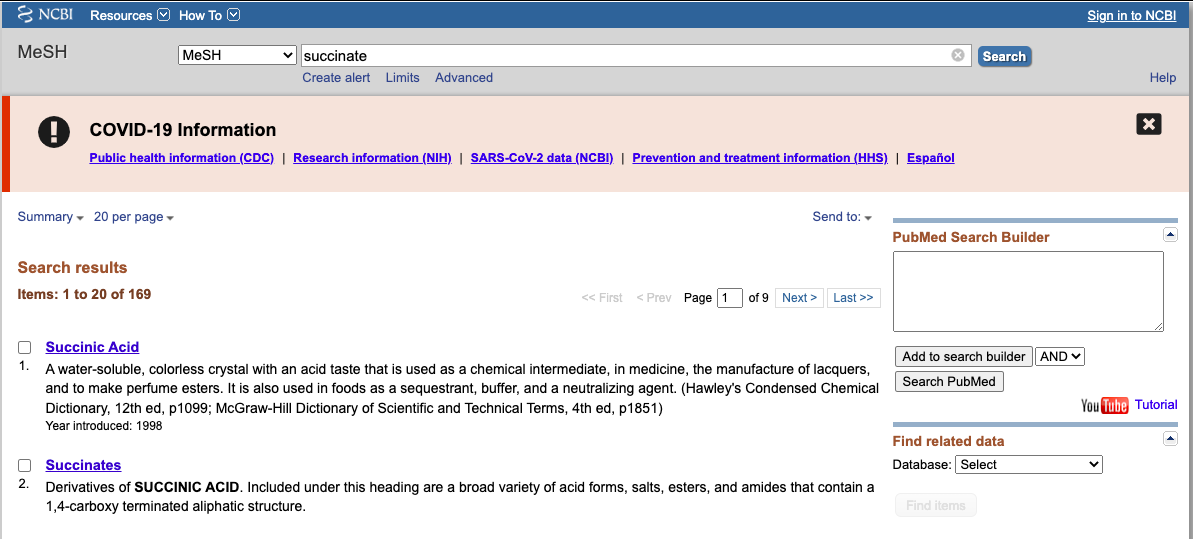 NCBI Resources How To Sign in to NCBI
MeSH MeSH succinate Search
Create alert Limits Advanced Help
COVID-19 Information
Public health information (CDC) | Research information (NIH) | SARS-CoV-2 data (NCBI) | Prevention and treatment information (HHS) | Español
Summary 20 per page Send to:
Search results
Items: 1 to 20 of 169
<< First < Prev Page 1 of 9 Next > Last >>
Succinic Acid
1. A water-soluble, colorless crystal with an acid taste that is used as a chemical intermediate, in medicine, the manufacture of lacquers,
and to make perfume esters. It is also used in foods as a sequestrant, buffer, and a neutralizing agent. (Hawley's Condensed Chemical
Dictionary, 12th ed, p1099; McGraw-Hill Dictionary of Scientific and Technical Terms, 4th ed, p1851)
Year introduced: 1998
Succinates
2. Derivatives of SUCCINIC ACID. Included under this heading are a broad variety of acid forms, salts, esters, and amides that contain a
1,4-carboxy terminated aliphatic structure.
PubMed Search Builder
Add to search builder AND
Search PubMed
YouTube Tutorial
Find related data
Database: Select
Find items